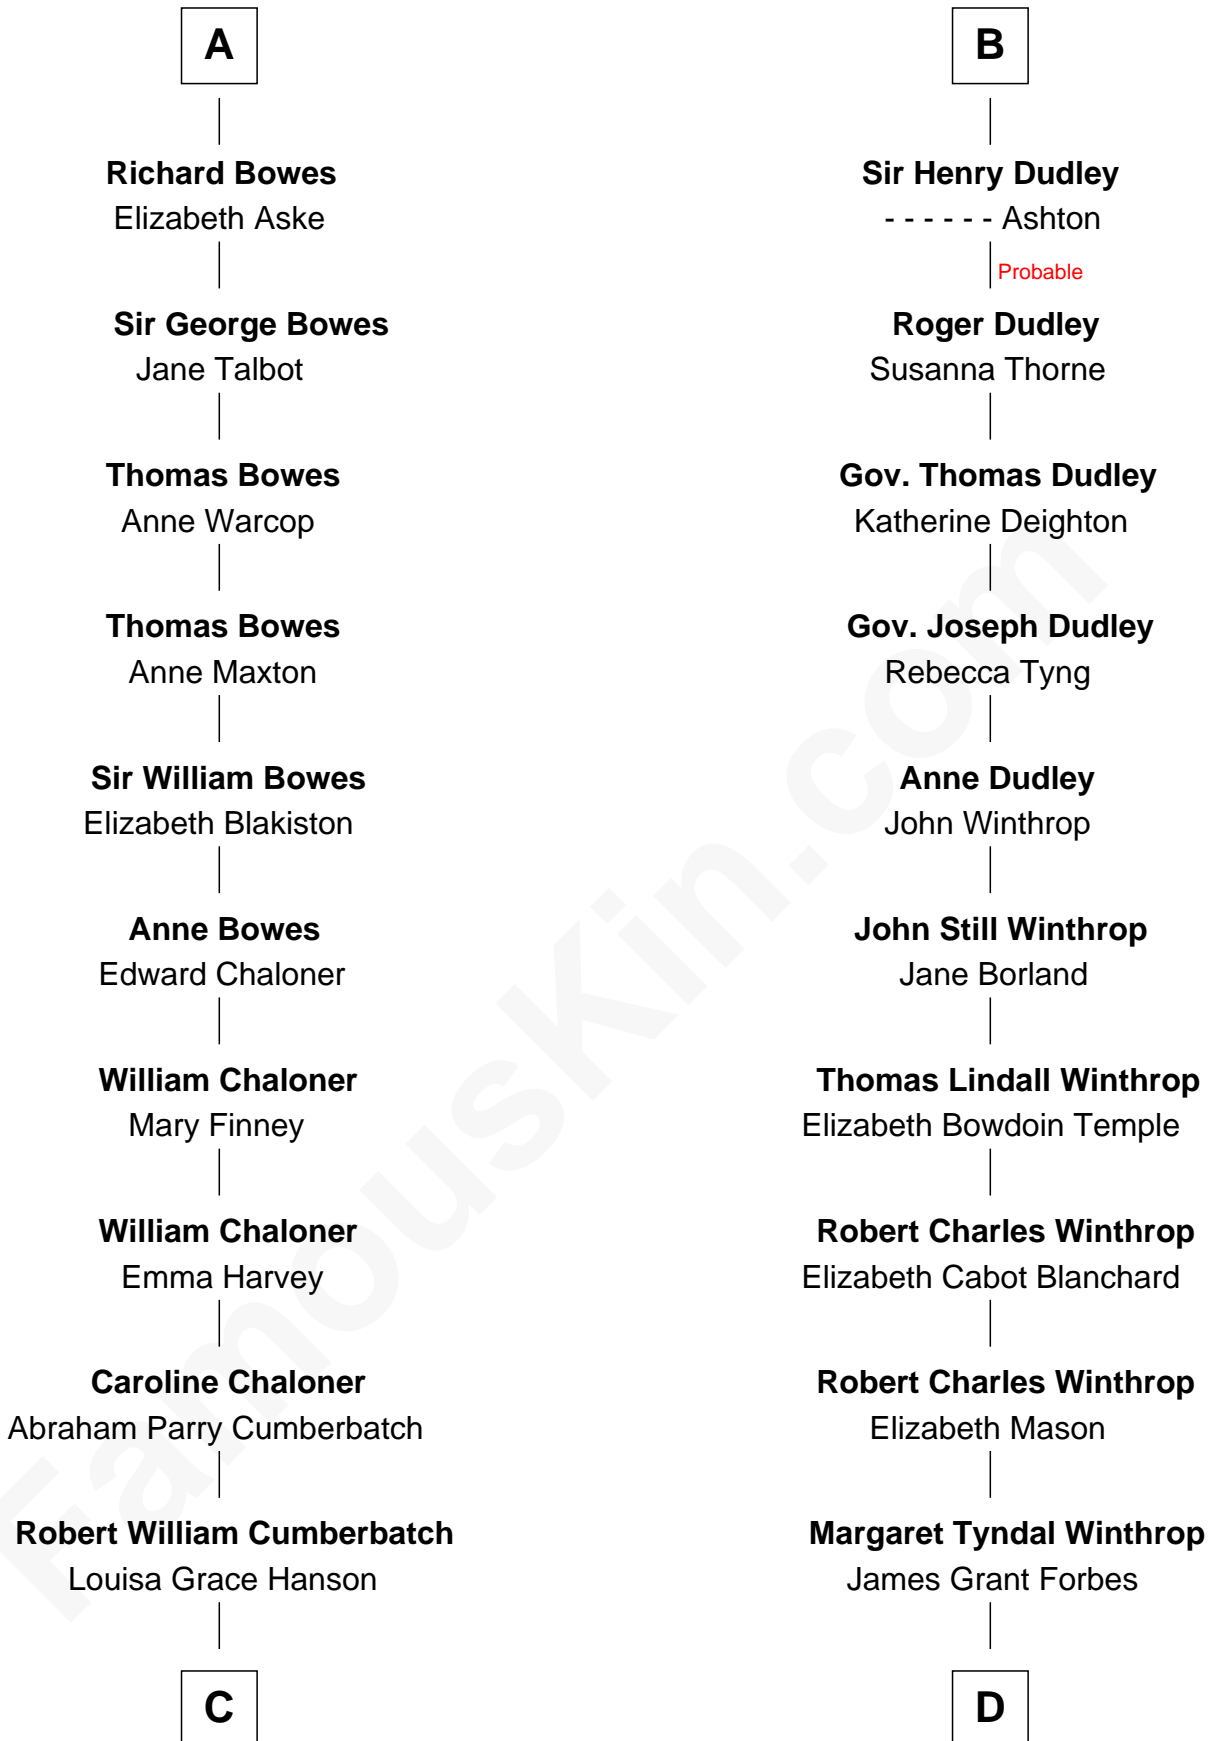 A
Richard Bowes
Elizabeth Aske
Sir George Bowes
Jane Talbot
Thomas Bowes
Anne Warcop
Thomas Bowes
Anne Maxton
Sir William Bowes
Elizabeth Blakiston
Anne Bowes
Edward Chaloner
William Chaloner
Mary Finney
William Chaloner
Emma Harvey
Caroline Chaloner
Abraham Parry Cumberbatch
Robert William Cumberbatch
Louisa Grace Hanson
C
B
Sir Henry Dudley
- - - - - - Ashton
Probable
Roger Dudley
Susanna Thorne
Gov. Thomas Dudley
Katherine Deighton
Gov. Joseph Dudley
Rebecca Tyng
Anne Dudley
John Winthrop
John Still Winthrop
Jane Borland
Thomas Lindall Winthrop
Elizabeth Bowdoin Temple
Robert Charles Winthrop
Elizabeth Cabot Blanchard
Robert Charles Winthrop
Elizabeth Mason
Margaret Tyndal Winthrop
James Grant Forbes
D
FamousKin.com